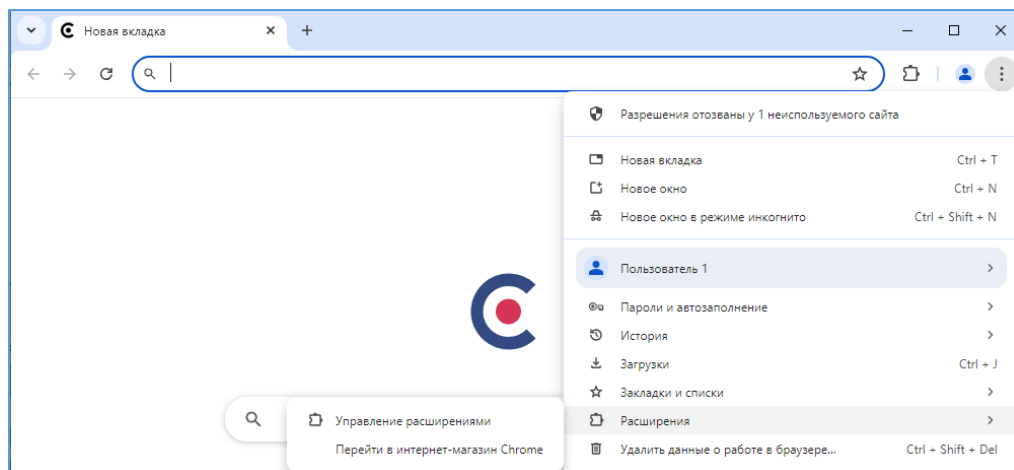 Новая вкладка
Разрешения отозваны у 1 неиспользуемого сайта
Новая вкладка Ctrl + T
Новое окно Ctrl + N
Новое окно в режиме инкогнито Ctrl + Shift + N
Пользователь 1
Пароли и автозаполнение
История
Загрузки Ctrl + J
Закладки и списки
Управление расширениями
Расширения
Перейти в интернет-магазин Chrome
Удалить данные о работе в браузере... Ctrl + Shift + Del